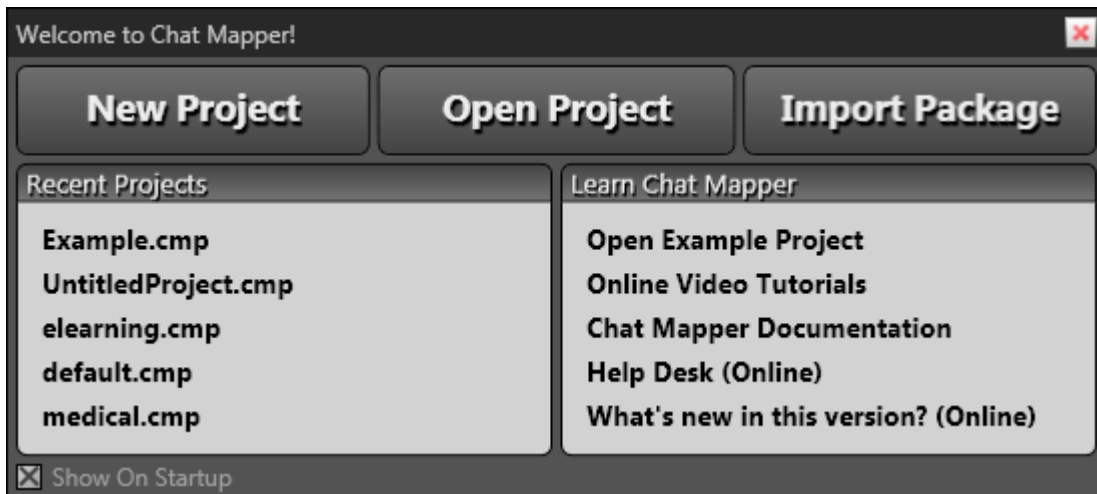 Welcome to Chat Mapper!
New Project
Open Project
Import Package
Recent Projects
Example.cmp
UntitledProject.cmp
elearning.cmp
default.cmp
medical.cmp
Learn Chat Mapper
Open Example Project
Online Video Tutorials
Chat Mapper Documentation
Help Desk (Online)
What's new in this version? (Online)
Show On Startup